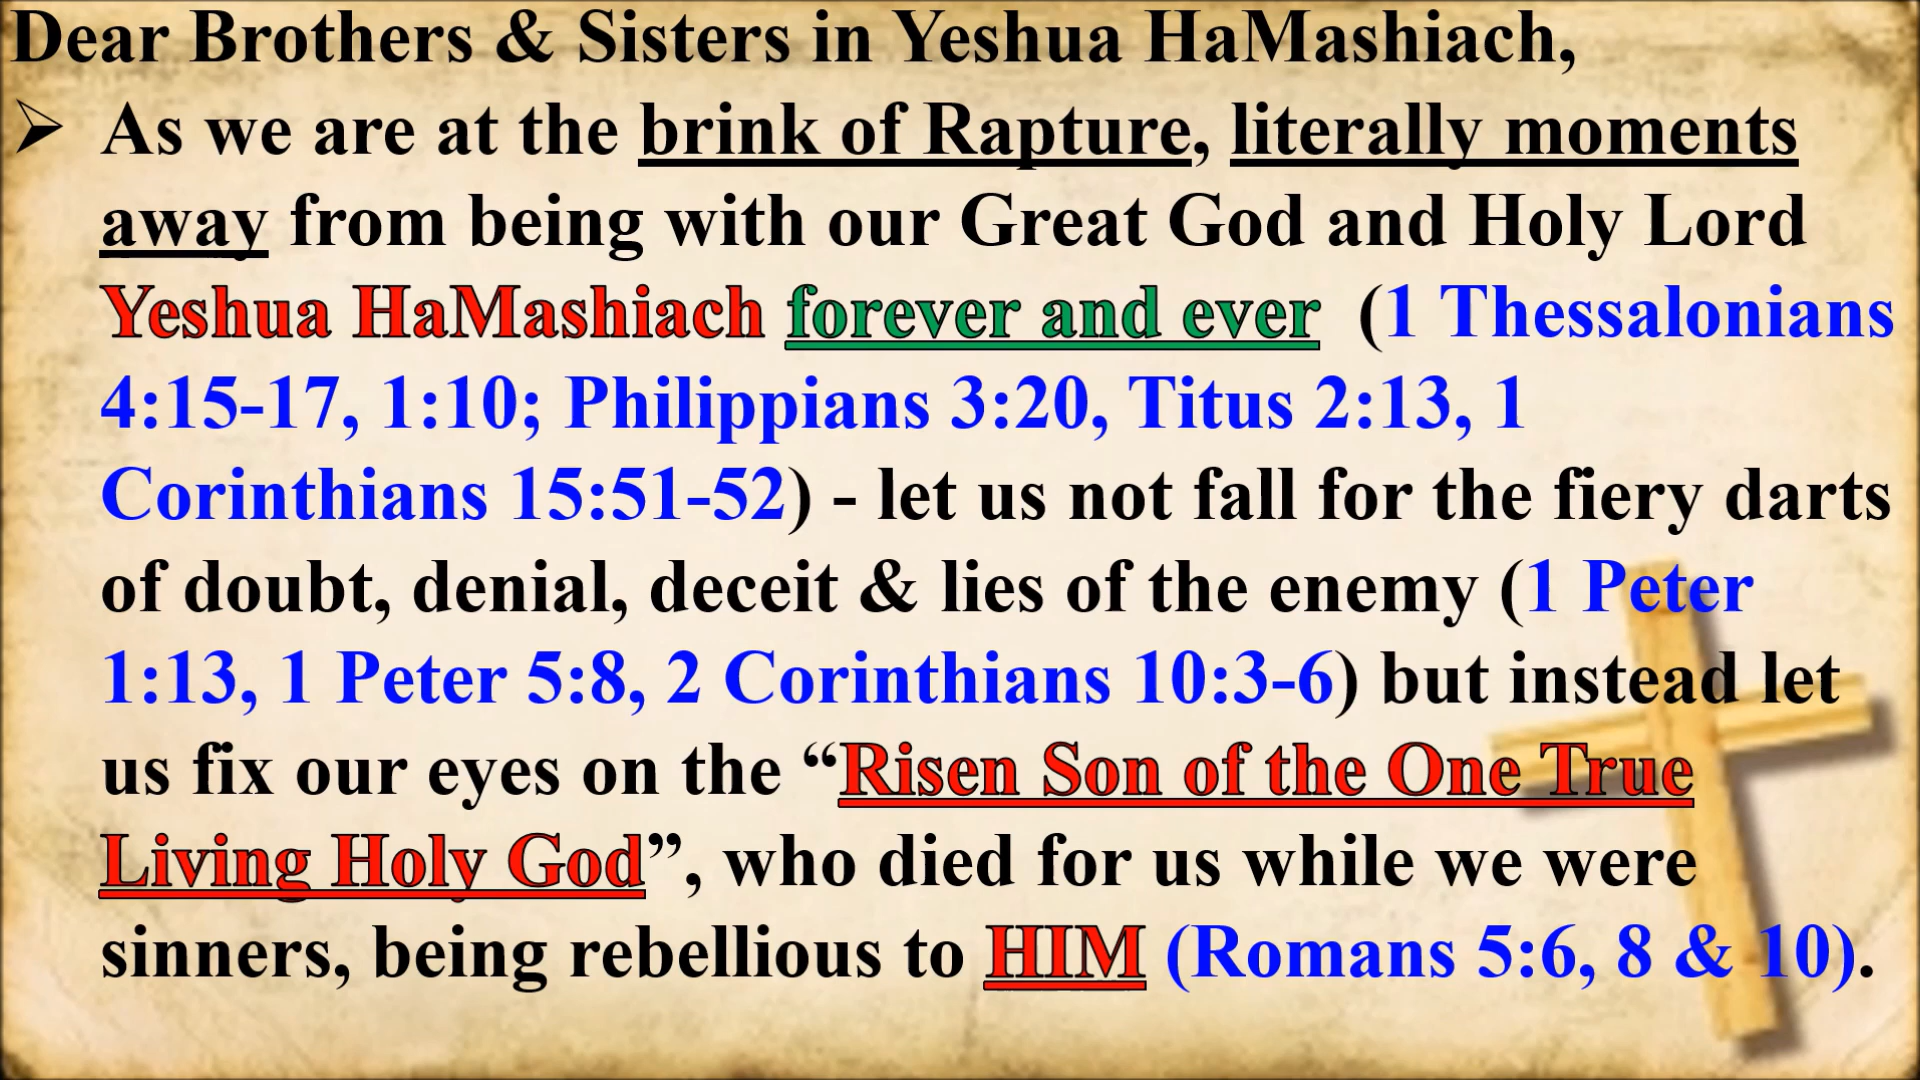 Dear Brothers & Sisters in Yeshua HaMashiach,
➢ As we are at the brink of Rapture, literally moments
away from being with our Great God and Holy Lord
Yeshua HaMashiach forever and ever (1 Thessalonians
4:15-17, 1:10; Philippians 3:20, Titus 2:13, 1
Corinthians 15:51-52) - let us not fall for the fiery darts
of doubt, denial, deceit & lies of the enemy (1 Peter
1:13, 1 Peter 5:8, 2 Corinthians 10:3-6) but instead let
us fix our eyes on the “Risen Son of the One True
Living Holy God”, who died for us while we were
sinners, being rebellious to HIM (Romans 5:6, 8 & 10).